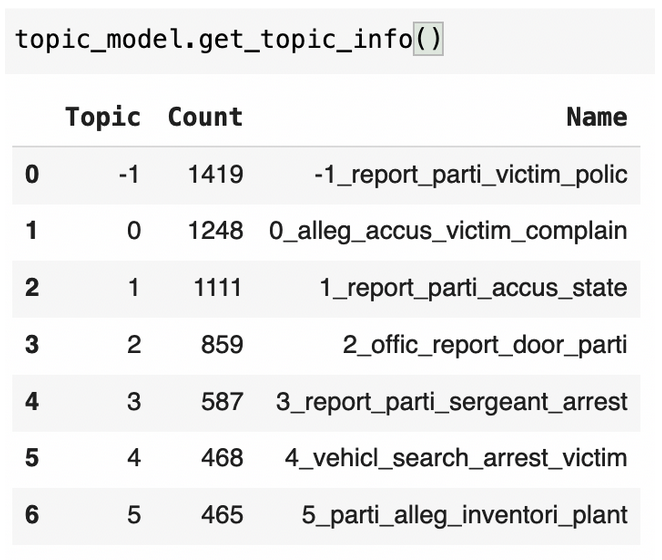 topic_model.get_topic_info()
Topic Count Name
0 -1 1419 -1_report_parti_victim_polic
1 0 1248 0_alleg_accus_victim_complain
2 1 1111 1_report_parti_accus_state
3 2 859 2_offic_report_door_parti
4 3 587 3_report_parti_sergeant_arrest
5 4 468 4_vehicl_search_arrest_victim
6 5 465 5_parti_alleg_inventori_plant